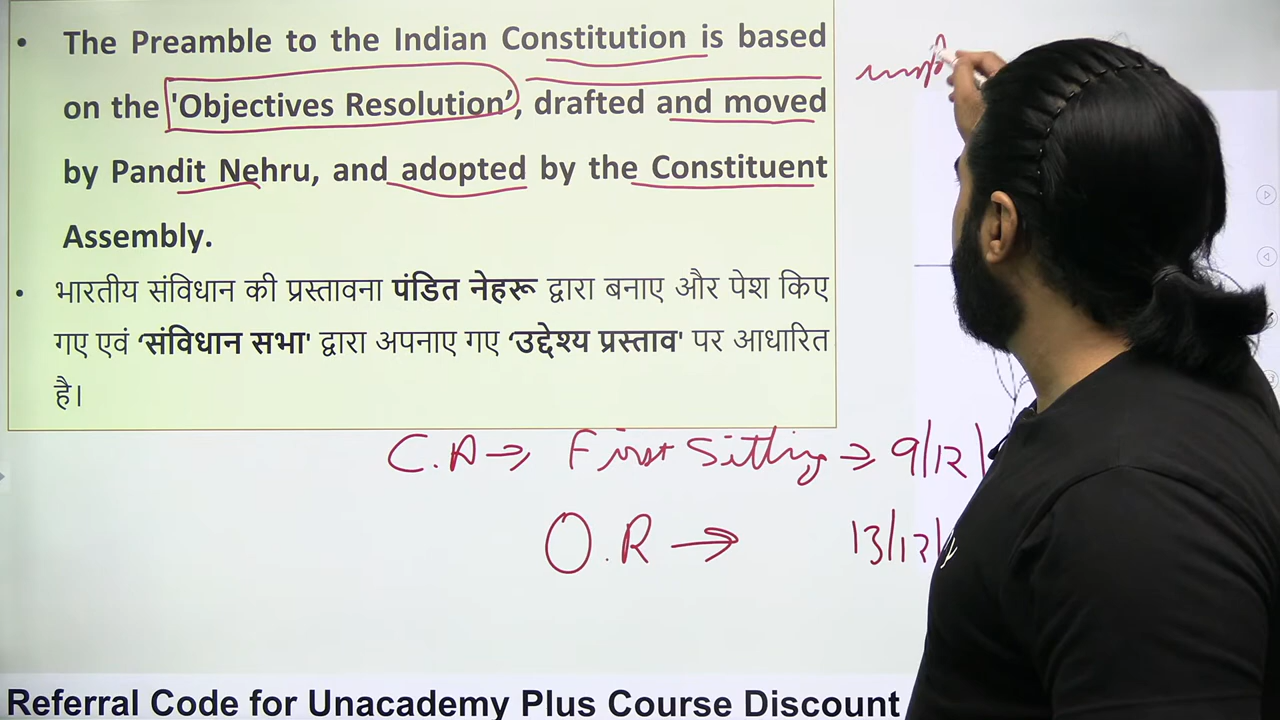 • The Preamble to the Indian Constitution is based
on the 'Objectives Resolution', drafted and moved
by Pandit Nehru, and adopted by the Constituent
Assembly.
• भारतीय संविधान की प्रस्तावना पंडित नेहरू द्वारा बनाए और पेश किए
गए एवं ‘संविधान सभा' द्वारा अपनाए गए ‘उद्देश्य प्रस्ताव' पर आधारित
है।
C.A → First Sitting → 9/12/
O.R → 13/12/
Referral Code for Unacademy Plus Course Discount